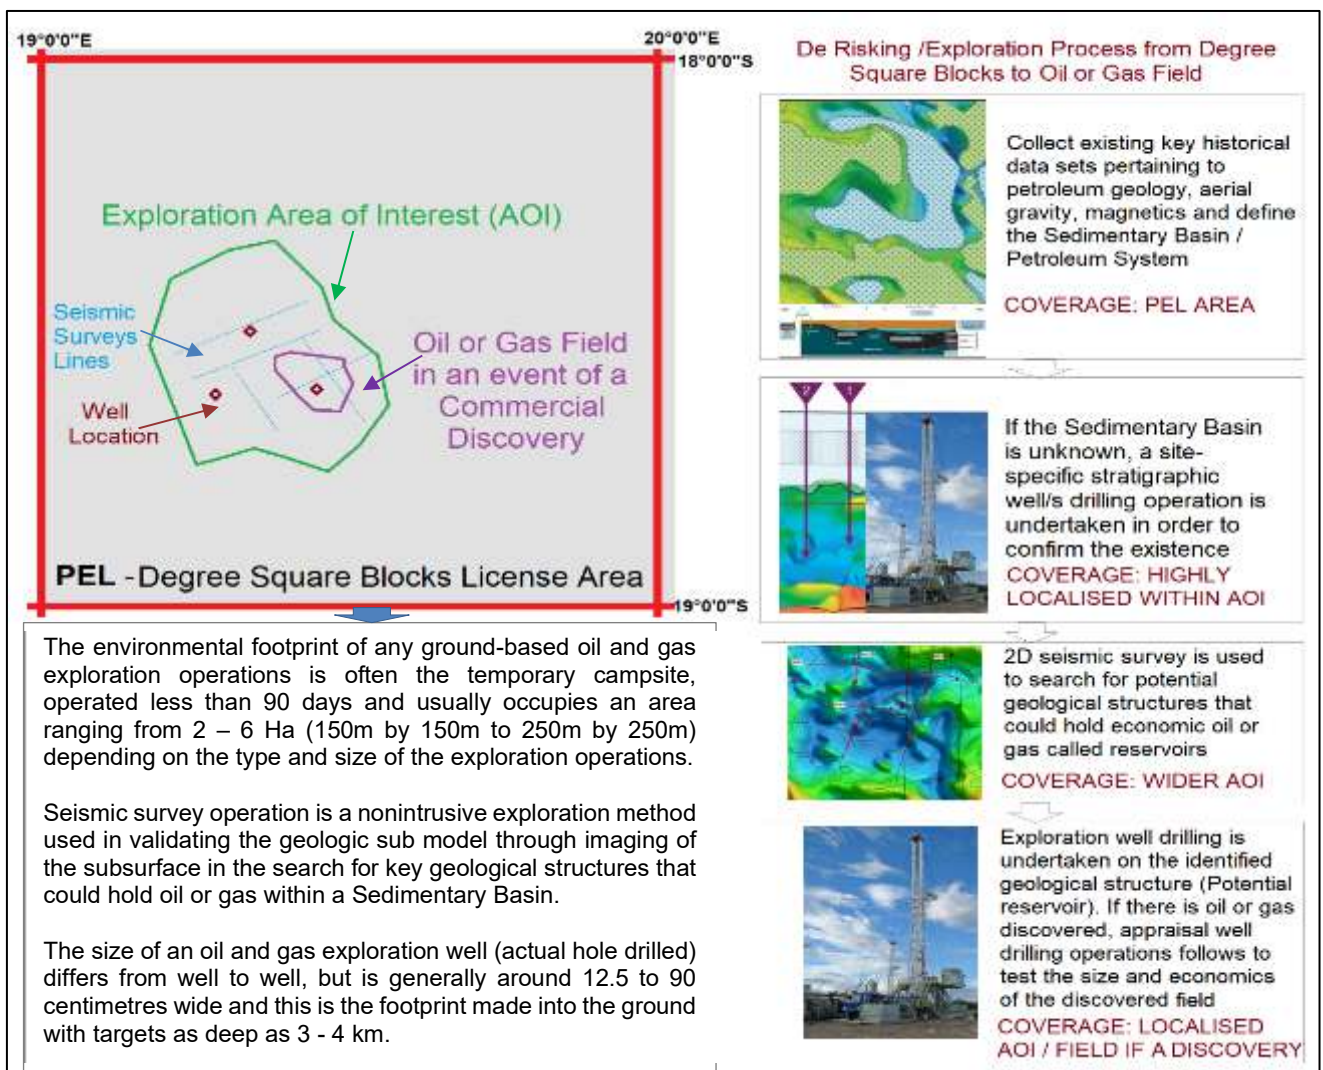 19°0'0"E
20°0'0"E
18°0'0"S
Exploration Area of Interest (AOI)
Seismic
Surveys
Lines
Oil or Gas Field
in an event of a
Commercial
Discovery
Well
Location
PEL -Degree Square Blocks License Area
19°0'0"S
The environmental footprint of any ground-based oil and gas
exploration operations is often the temporary campsite,
operated less than 90 days and usually occupies an area
ranging from 2 – 6 Ha (150m by 150m to 250m by 250m)
depending on the type and size of the exploration operations.
Seismic survey operation is a nonintrusive exploration method
used in validating the geologic sub model through imaging of
the subsurface in the search for key geological structures that
could hold oil or gas within a Sedimentary Basin.
The size of an oil and gas exploration well (actual hole drilled)
differs from well to well, but is generally around 12.5 to 90
centimetres wide and this is the footprint made into the ground
with targets as deep as 3 - 4 km.
De Risking /Exploration Process from Degree
Square Blocks to Oil or Gas Field
Collect existing key historical
data sets pertaining to
petroleum geology, aerial
gravity, magnetics and define
the Sedimentary Basin /
Petroleum System
COVERAGE: PEL AREA
2
1
If the Sedimentary Basin
is unknown, a site-
specific stratigraphic
well/s drilling operation is
undertaken in order to
confirm the existence
COVERAGE: HIGHLY
LOCALISED WITHIN AOI
2D seismic survey is used
to search for potential
geological structures that
could hold economic oil or
gas called reservoirs
COVERAGE: WIDER AOI
Exploration well drilling is
undertaken on the identified
geological structure (Potential
reservoir). If there is oil or gas
discovered, appraisal well
drilling operations follows to
test the size and economics
of the discovered field
COVERAGE: LOCALISED
AOI / FIELD IF A DISCOVERY